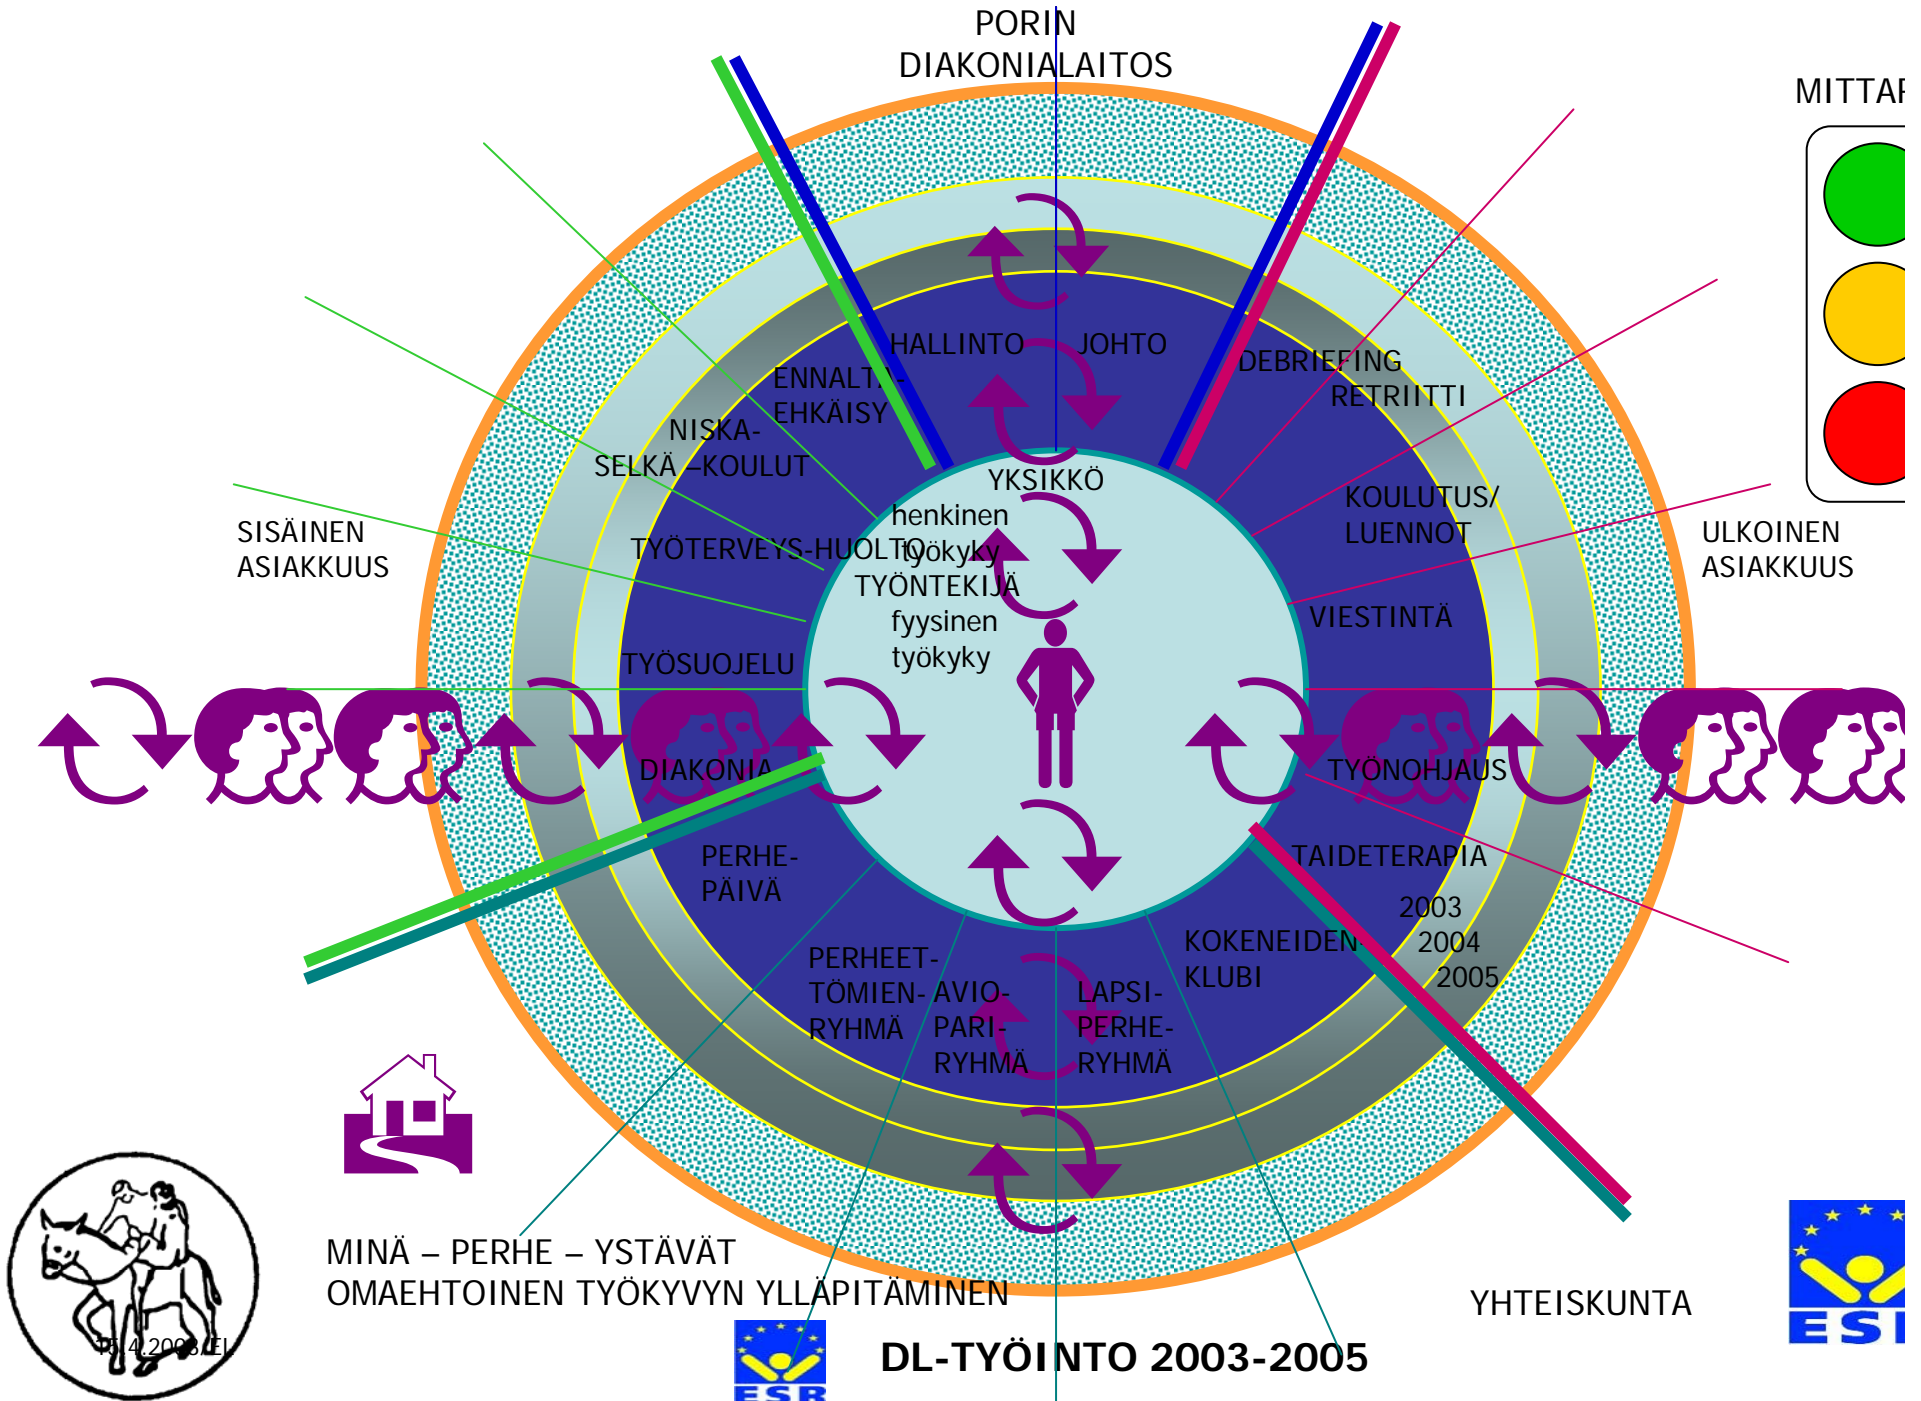 PORIN
DIAKONIALAITOS
HALLINTO
JOHTO
DEBRIEFING
RETRIITTI
ENNALTA-
EHKÄISY
NISKA-
SELKÄ –KOULUT
YKSIKKÖ
henkinen
työkyky
TYÖNTEKIJÄ
fyysinen
työkyky
KOULUTUS/
LUENNOT
SISÄINEN
ASIAKKUUS
TYÖTERVEYS-HUOLTO
ULKOINEN
ASIAKKUUS
VIESTINTÄ
TYÖSUOJELU
DIAKONIA
TYÖNOHJAUS
PERHE-
PÄIVÄ
TAIDETERAPIA
2003
2004
2005
PERHEET-
TÖMIEN-
RYHMÄ
AVIO-
PARI-
RYHMÄ
LAPSI-
PERHE-
RYHMÄ
KOKENEIDEN-
KLUBI
MINÄ – PERHE – YSTÄVÄT
OMAEHTOINEN TYÖKYVYN YLLÄPITÄMINEN
YHTEISKUNTA
DL-TYÖINTO 2003-2005
ESR